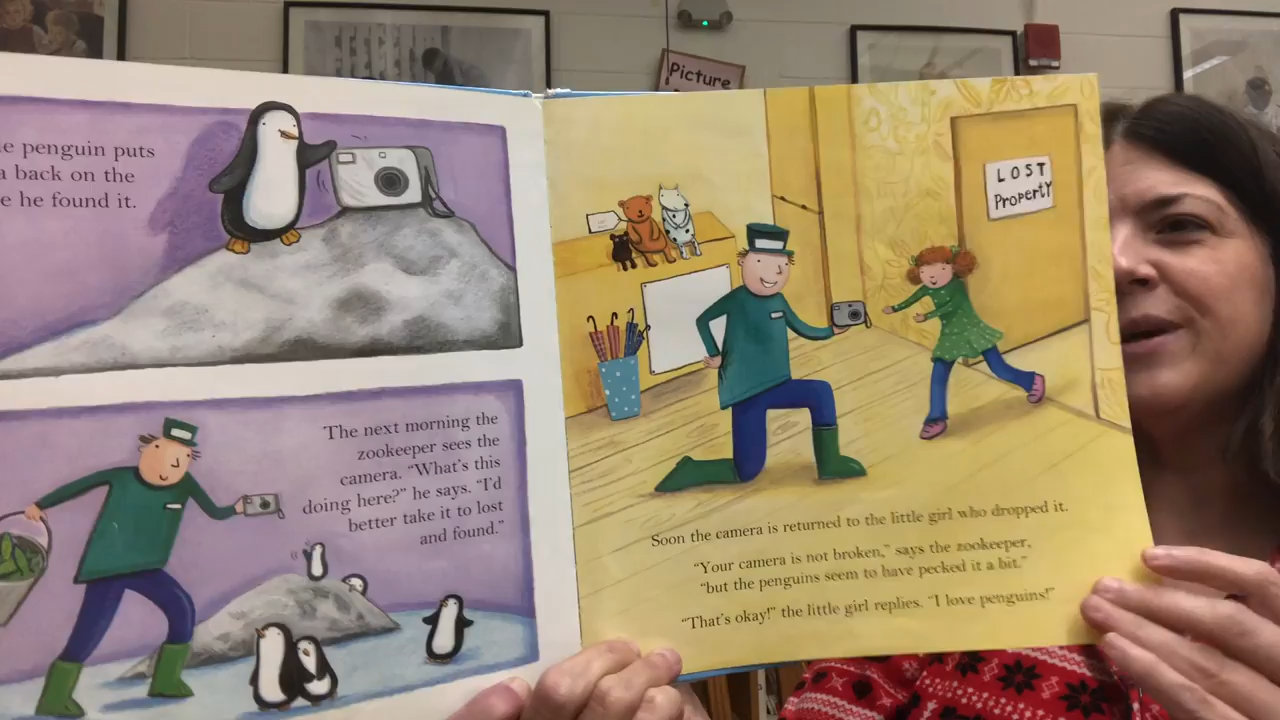 Picture
e penguin puts
a back on the
e he found it.
The next morning the
zookeeper sees the
camera. "What's this
doing here?" he says. "I'd
better take it to lost
and found."
LOST
Property
Soon the camera is returned to the little girl who dropped it.
"Your camera is not broken," says the zookeeper,
"but the penguins seem to have pecked it a bit."
"That's okay!" the little girl replies. "I love penguins!"